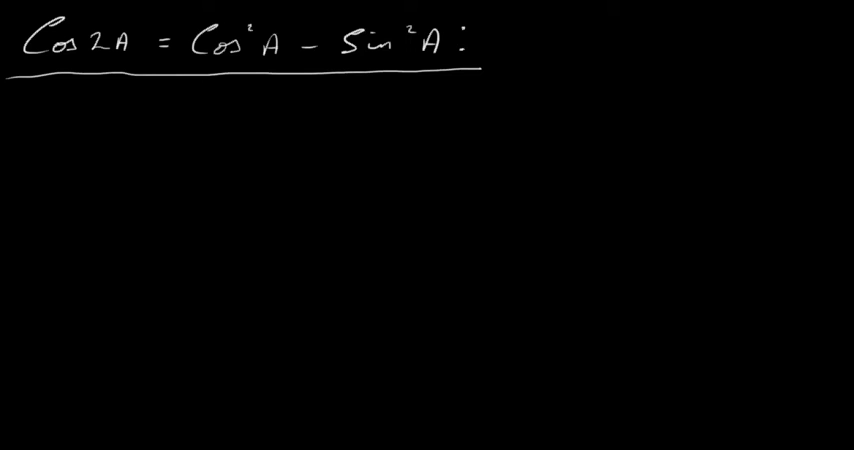 Cos 2A = Cos²A - Sin²A :